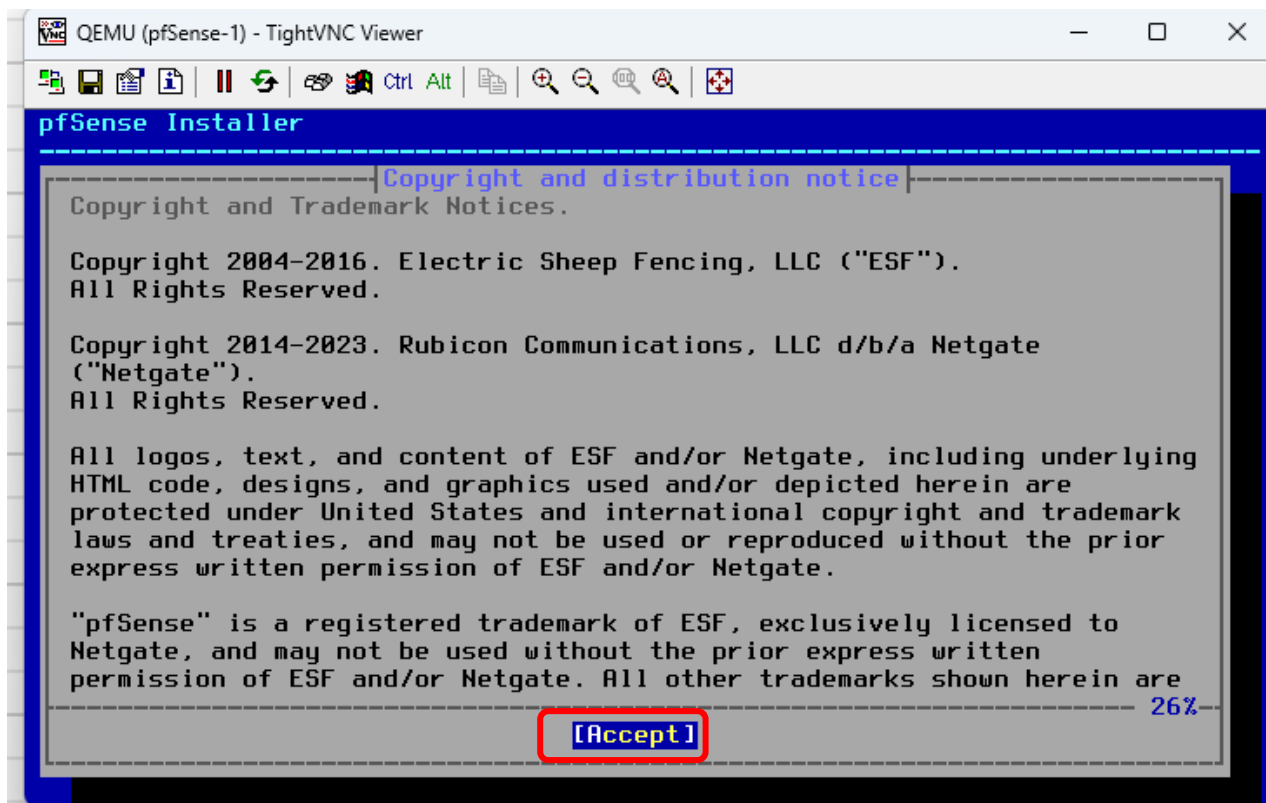 QEMU (pfSense-1) - TightVNC Viewer
Ctrl Alt
pfSense Installer
Copyright and distribution notice
Copyright and Trademark Notices.
Copyright 2004-2016. Electric Sheep Fencing, LLC ("ESF").
All Rights Reserved.
Copyright 2014-2023. Rubicon Communications, LLC d/b/a Netgate
("Netgate").
All Rights Reserved.
All logos, text, and content of ESF and/or Netgate, including underlying
HTML code, designs, and graphics used and/or depicted herein are
protected under United States and international copyright and trademark
laws and treaties, and may not be used or reproduced without the prior
express written permission of ESF and/or Netgate.
"pfSense" is a registered trademark of ESF, exclusively licensed to
Netgate, and may not be used without the prior express written
permission of ESF and/or Netgate. All other trademarks shown herein are
26%
[Accept]